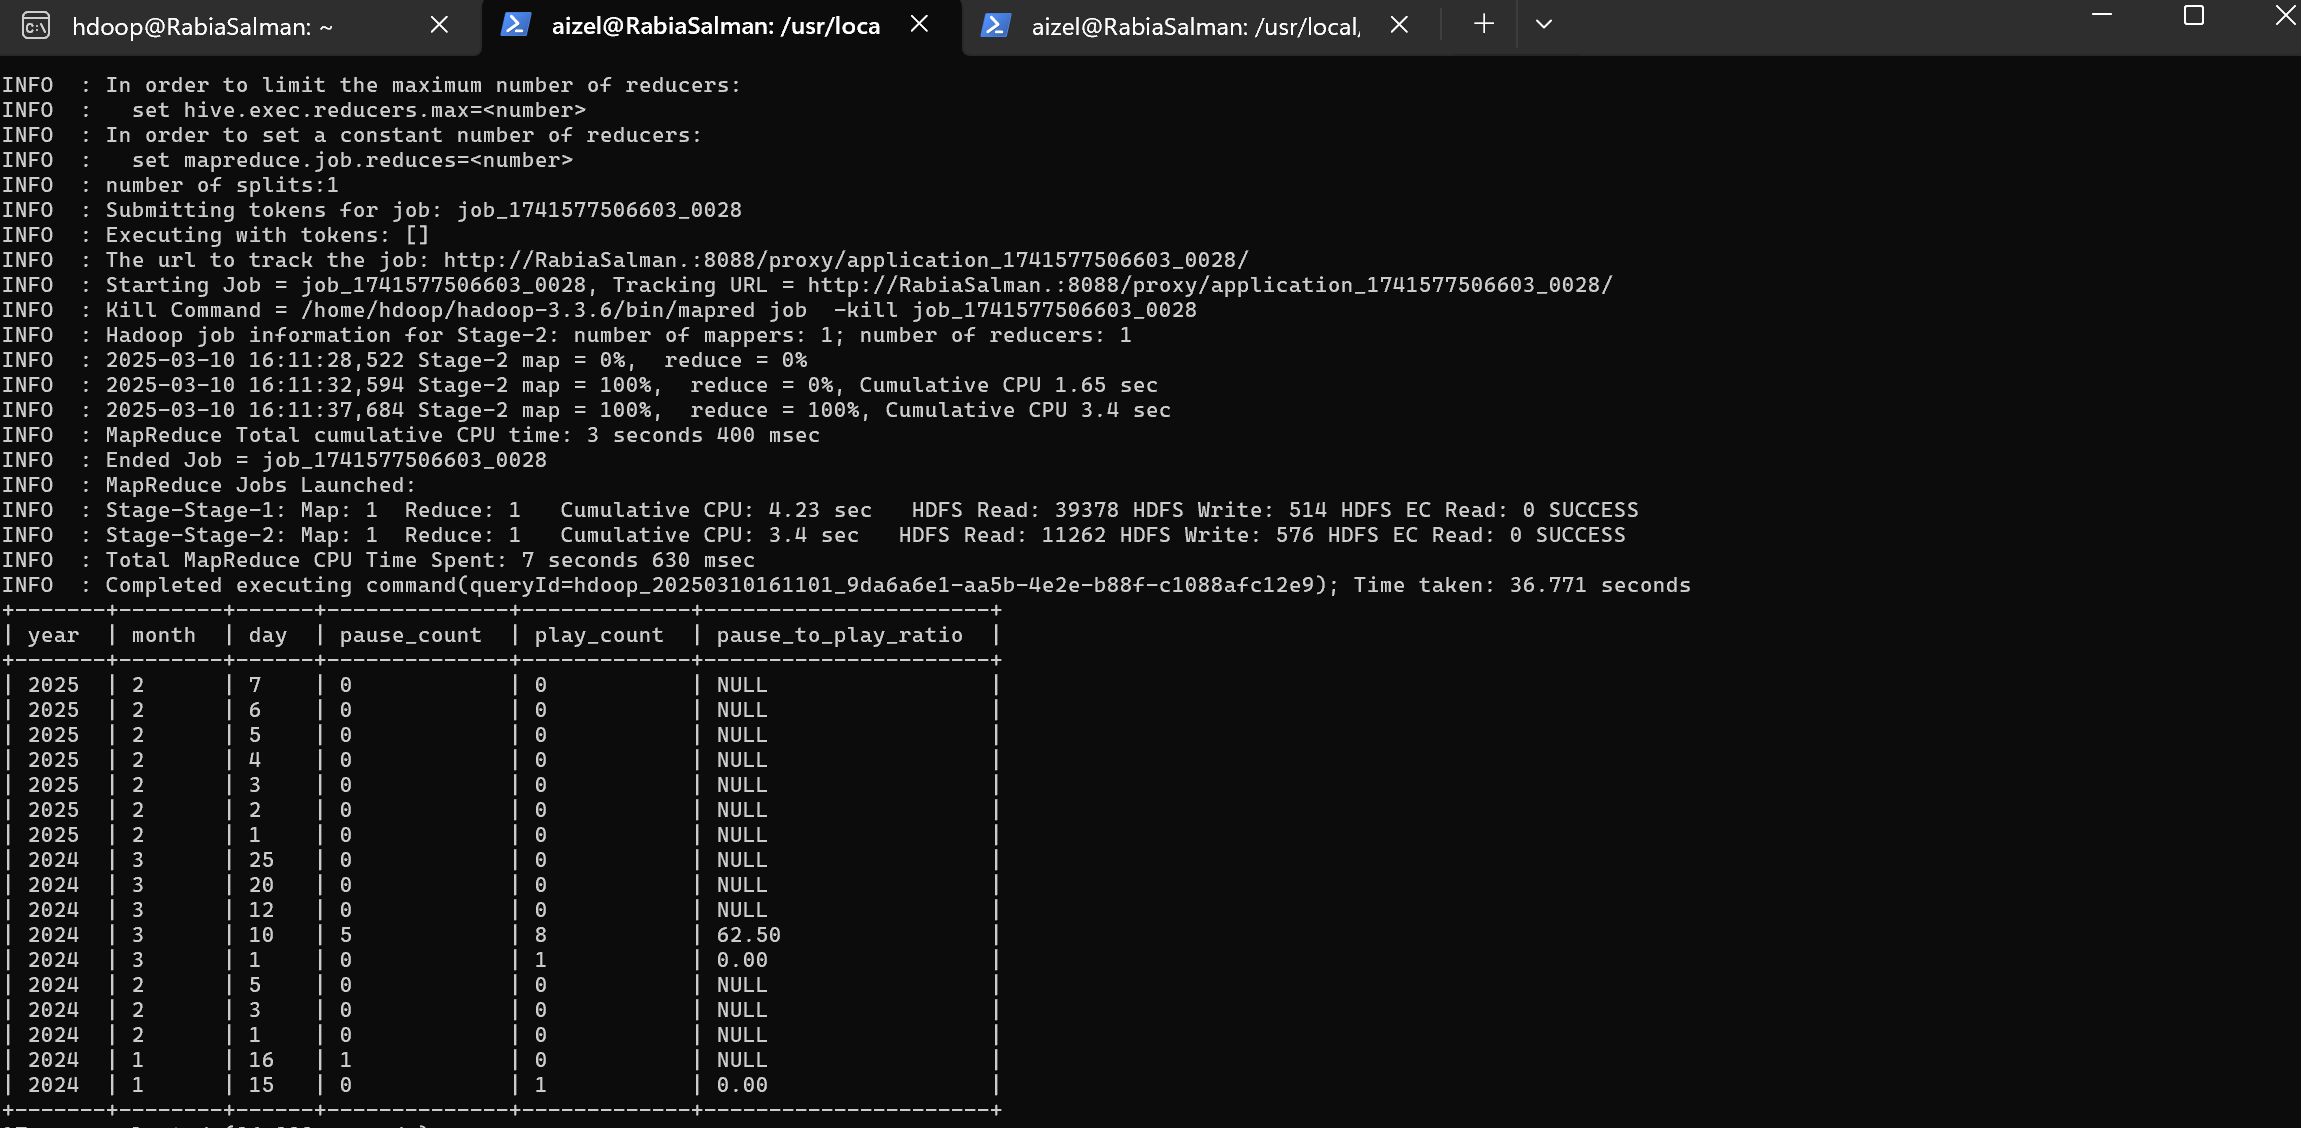 hdoop@RabiaSalman: ~
aizel@RabiaSalman: /usr/loca
aizel@RabiaSalman: /usr/local,
INFO  : In order to limit the maximum number of reducers:
INFO  :   set hive.exec.reducers.max=<number>
INFO  : In order to set a constant number of reducers:
INFO  :   set mapreduce.job.reduces=<number>
INFO  : number of splits:1
INFO  : Submitting tokens for job: job_1741577506603_0028
INFO  : Executing with tokens: []
INFO  : The url to track the job: http://RabiaSalman.:8088/proxy/application_1741577506603_0028/
INFO  : Starting Job = job_1741577506603_0028, Tracking URL = http://RabiaSalman.:8088/proxy/application_1741577506603_0028/
INFO  : Kill Command = /home/hdoop/hadoop-3.3.6/bin/mapred job  -kill job_1741577506603_0028
INFO  : Hadoop job information for Stage-2: number of mappers: 1; number of reducers: 1
INFO  : 2025-03-10 16:11:28,522 Stage-2 map = 0%,  reduce = 0%
INFO  : 2025-03-10 16:11:32,594 Stage-2 map = 100%,  reduce = 0%, Cumulative CPU 1.65 sec
INFO  : 2025-03-10 16:11:37,684 Stage-2 map = 100%,  reduce = 100%, Cumulative CPU 3.4 sec
INFO  : MapReduce Total cumulative CPU time: 3 seconds 400 msec
INFO  : Ended Job = job_1741577506603_0028
INFO  : MapReduce Jobs Launched:
INFO  : Stage-Stage-1: Map: 1  Reduce: 1   Cumulative CPU: 4.23 sec   HDFS Read: 39378 HDFS Write: 514 HDFS EC Read: 0 SUCCESS
INFO  : Stage-Stage-2: Map: 1  Reduce: 1   Cumulative CPU: 3.4 sec   HDFS Read: 11262 HDFS Write: 576 HDFS EC Read: 0 SUCCESS
INFO  : Total MapReduce CPU Time Spent: 7 seconds 630 msec
INFO  : Completed executing command(queryId=hdoop_20250310161101_9da6a6e1-aa5b-4e2e-b88f-c1088afc12e9); Time taken: 36.771 seconds
+-------+--------+------+--------------+-------------+----------------------+
| year  | month  | day  | pause_count  | play_count  | pause_to_play_ratio  |
+-------+--------+------+--------------+-------------+----------------------+
| 2025  | 2      | 7    | 0            | 0           | NULL                 |
| 2025  | 2      | 6    | 0            | 0           | NULL                 |
| 2025  | 2      | 5    | 0            | 0           | NULL                 |
| 2025  | 2      | 4    | 0            | 0           | NULL                 |
| 2025  | 2      | 3    | 0            | 0           | NULL                 |
| 2025  | 2      | 2    | 0            | 0           | NULL                 |
| 2025  | 2      | 1    | 0            | 0           | NULL                 |
| 2024  | 3      | 25   | 0            | 0           | NULL                 |
| 2024  | 3      | 20   | 0            | 0           | NULL                 |
| 2024  | 3      | 12   | 0            | 0           | NULL                 |
| 2024  | 3      | 10   | 5            | 8           | 62.50                |
| 2024  | 3      | 1    | 0            | 1           | 0.00                 |
| 2024  | 2      | 5    | 0            | 0           | NULL                 |
| 2024  | 2      | 3    | 0            | 0           | NULL                 |
| 2024  | 2      | 1    | 0            | 0           | NULL                 |
| 2024  | 1      | 16   | 1            | 0           | NULL                 |
| 2024  | 1      | 15   | 0            | 1           | 0.00                 |
+-------+--------+------+--------------+-------------+----------------------+